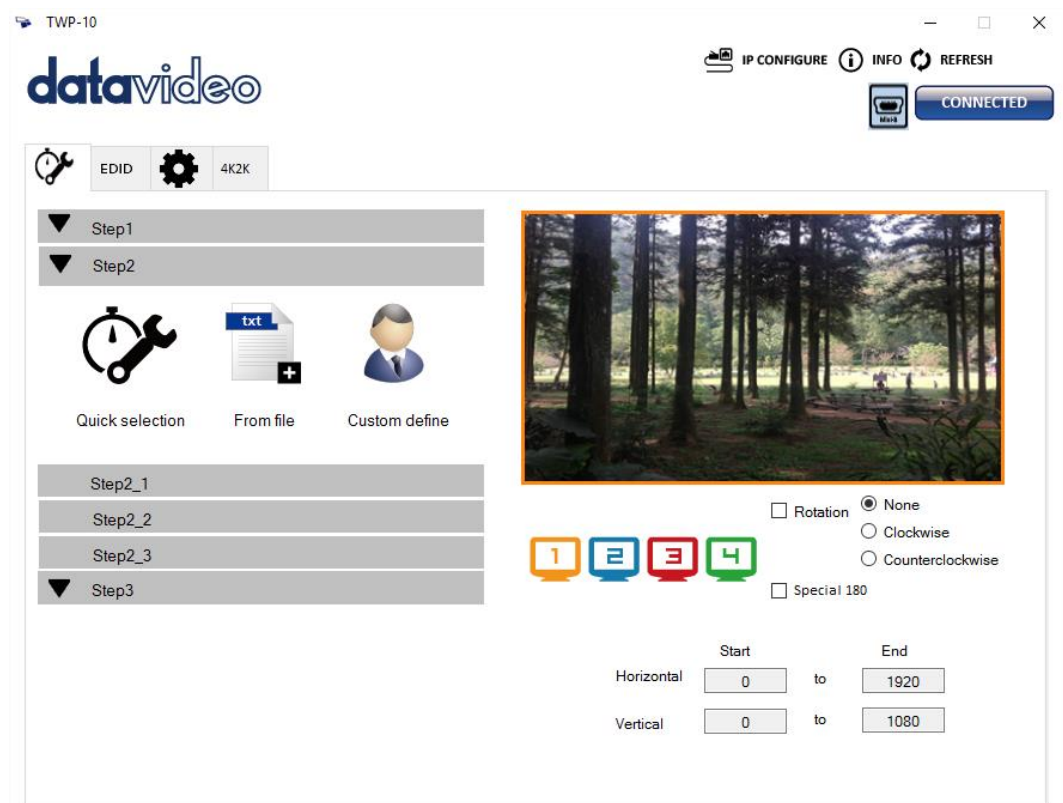 TWP-10
datavideo
IP CONFIGURE INFO REFRESH
Mini-B
CONNECTED
EDID
4K2K
Step1
Step2
txt
Quick selection
From file
Custom define
Step2_1
Step2_2
Step2_3
Step3
1 2 3 4
Rotation
None
Clockwise
Counterclockwise
Special 180
Start End
Horizontal 0 to 1920
Vertical 0 to 1080